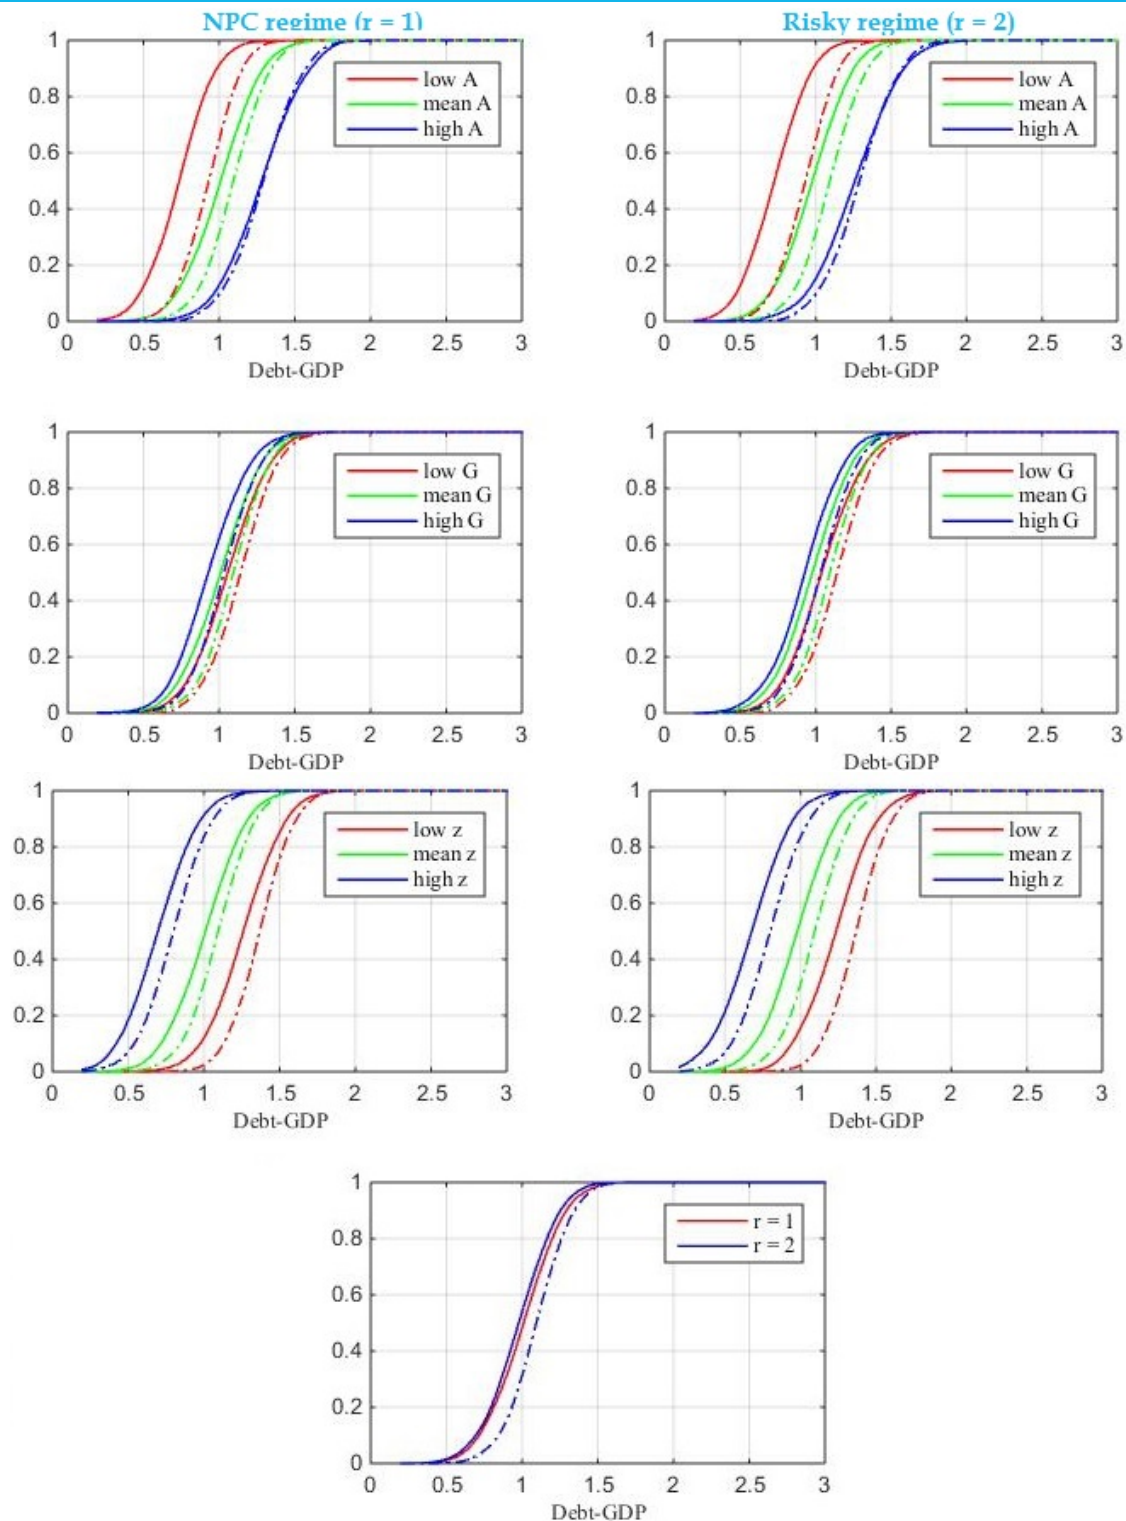 NPC regime (r = 1)
Risky regime (r = 2)
1
0.8
0.6
0.4
0.2
0
0 0.5 1 1.5 2 2.5 3
Debt-GDP
low A
mean A
high A
1
0.8
0.6
0.4
0.2
0
0 0.5 1 1.5 2 2.5 3
Debt-GDP
low A
mean A
high A
1
0.8
0.6
0.4
0.2
0
0 0.5 1 1.5 2 2.5 3
Debt-GDP
low G
mean G
high G
1
0.8
0.6
0.4
0.2
0
0 0.5 1 1.5 2 2.5 3
Debt-GDP
low G
mean G
high G
1
0.8
0.6
0.4
0.2
0
0 0.5 1 1.5 2 2.5 3
Debt-GDP
low z
mean z
high z
1
0.8
0.6
0.4
0.2
0
0 0.5 1 1.5 2 2.5 3
Debt-GDP
low z
mean z
high z
1
0.8
0.6
0.4
0.2
0
0 0.5 1 1.5 2 2.5 3
Debt-GDP
r = 1
r = 2